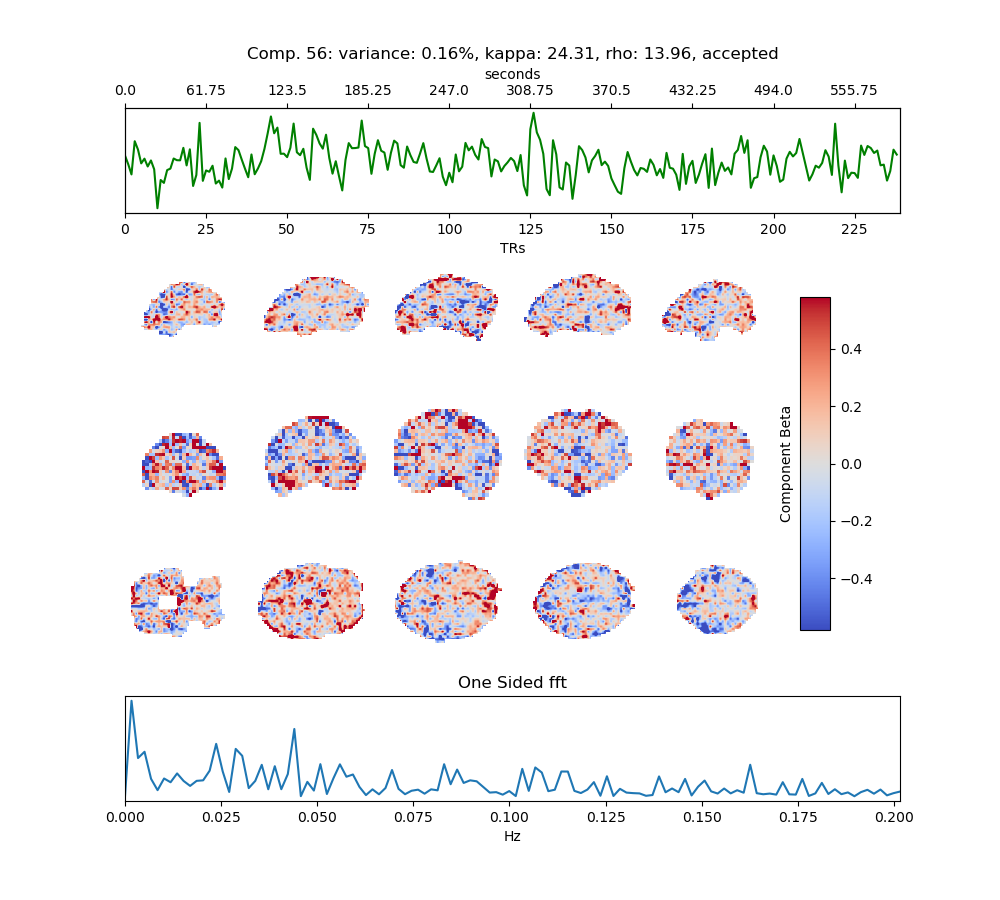 Comp. 56: variance: 0.16%, kappa: 24.31, rho: 13.96, accepted
seconds
0.0 61.75 123.5 185.25 247.0 308.75 370.5 432.25 494.0 555.75
0 25 50 75 100 125 150 175 200 225
TRs
0.4
0.2
0.0
−0.2
−0.4
Component Beta
One Sided fft
0.000 0.025 0.050 0.075 0.100 0.125 0.150 0.175 0.200
Hz